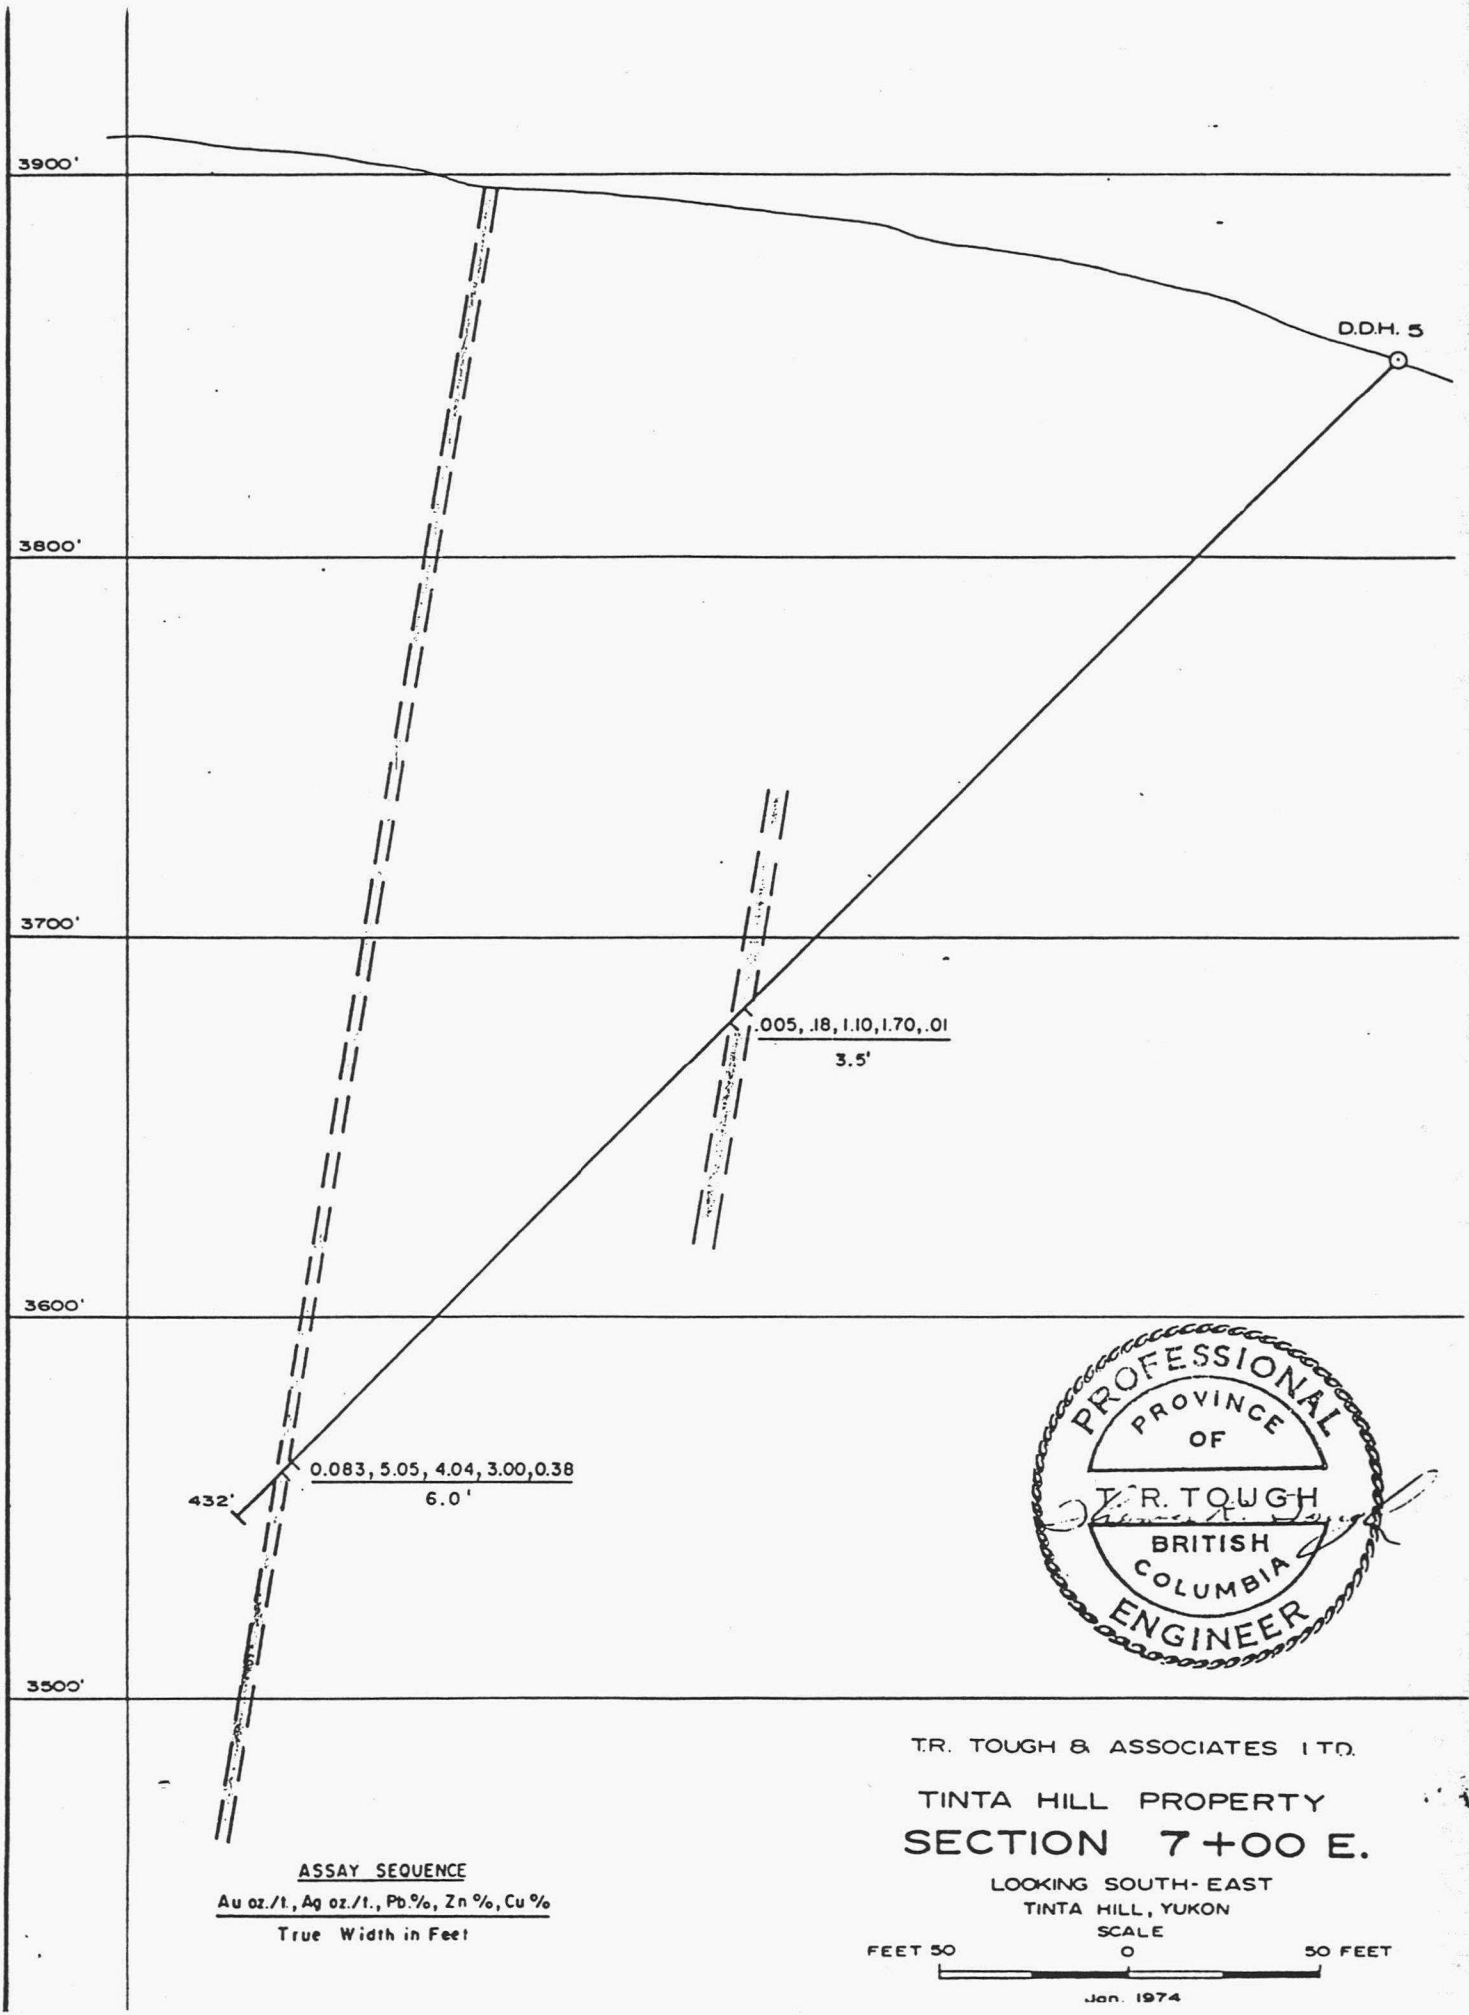 3900'
D.D.H. 5
3800'
3700'
.005, .18, 1.10, 1.70, .01
3.5'
3600'
0.083, 5.05, 4.04, 3.00, 0.38
6.0'
432'
PROFESSIONAL
PROVINCE
OF
T. R. TOUGH
BRITISH
COLUMBIA
ENGINEER
3500'
T.R. TOUGH & ASSOCIATES LTD.
TINTA HILL PROPERTY
SECTION 7+00 E.
LOOKING SOUTH-EAST
TINTA HILL, YUKON
SCALE
FEET 50 0 50 FEET
Jan. 1974
ASSAY SEQUENCE
Au oz./t., Ag oz./t., Pb.%, Zn %, Cu %
True Width in Feet